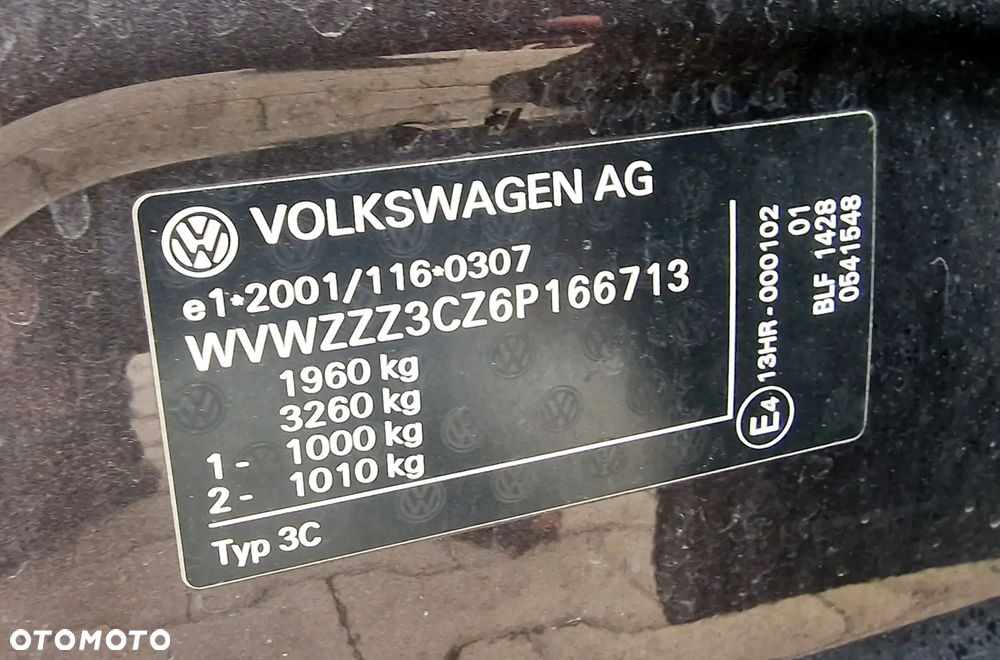 VOLKSWAGEN AG
e1*2001/116*0307
WVWZZZ3CZ6P166713
1960 kg
3260 kg
1- 1000 kg
2- 1010 kg
Typ 3C
E4 13HR-000102
01
BLF 1428
0541548
OTOMOTO